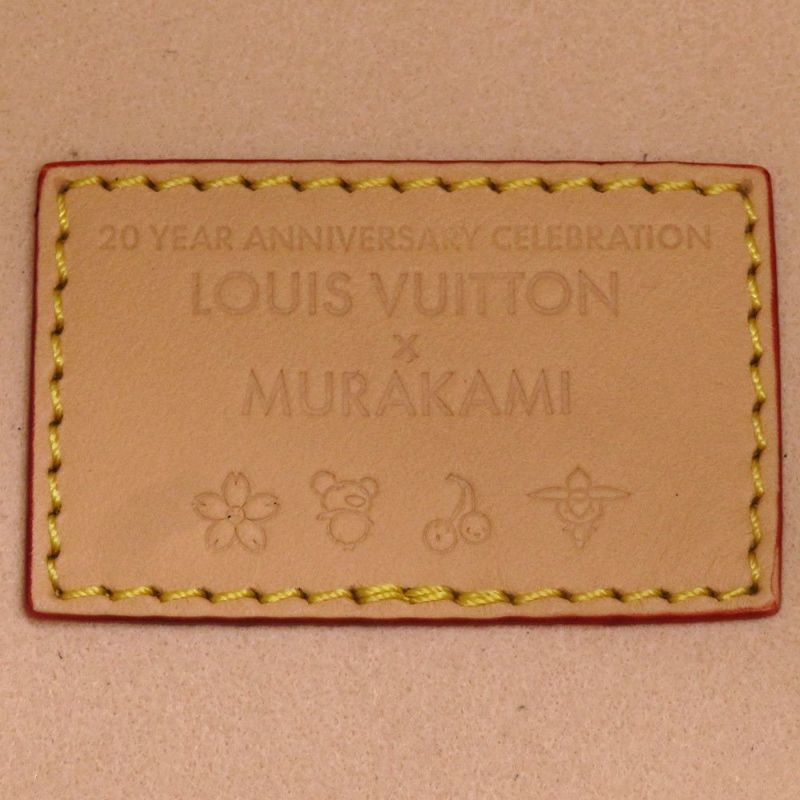 20 YEAR ANNIVERSARY CELEBRATION
LOUIS VUITTON
x
MURAKAMI